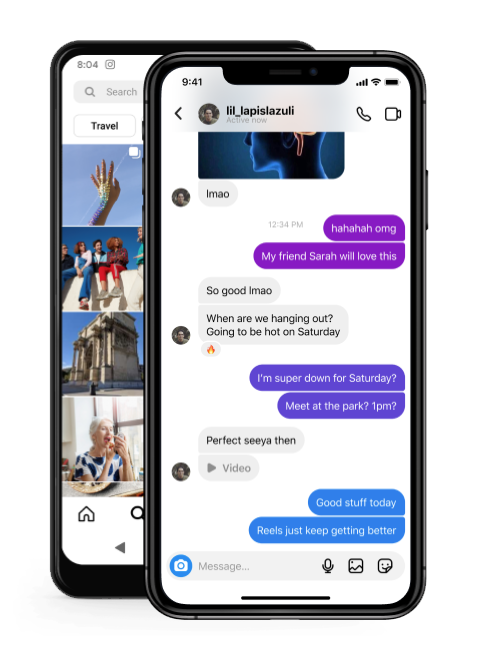 8:04
Search
Travel
9:41
lil_lapislazuli
Active now
lmao
12:34 PM
hahahah omg
My friend Sarah will love this
So good lmao
When are we hanging out?
Going to be hot on Saturday
I'm super down for Saturday?
Meet at the park? 1pm?
Perfect seeya then
Video
Good stuff today
Reels just keep getting better
Message...